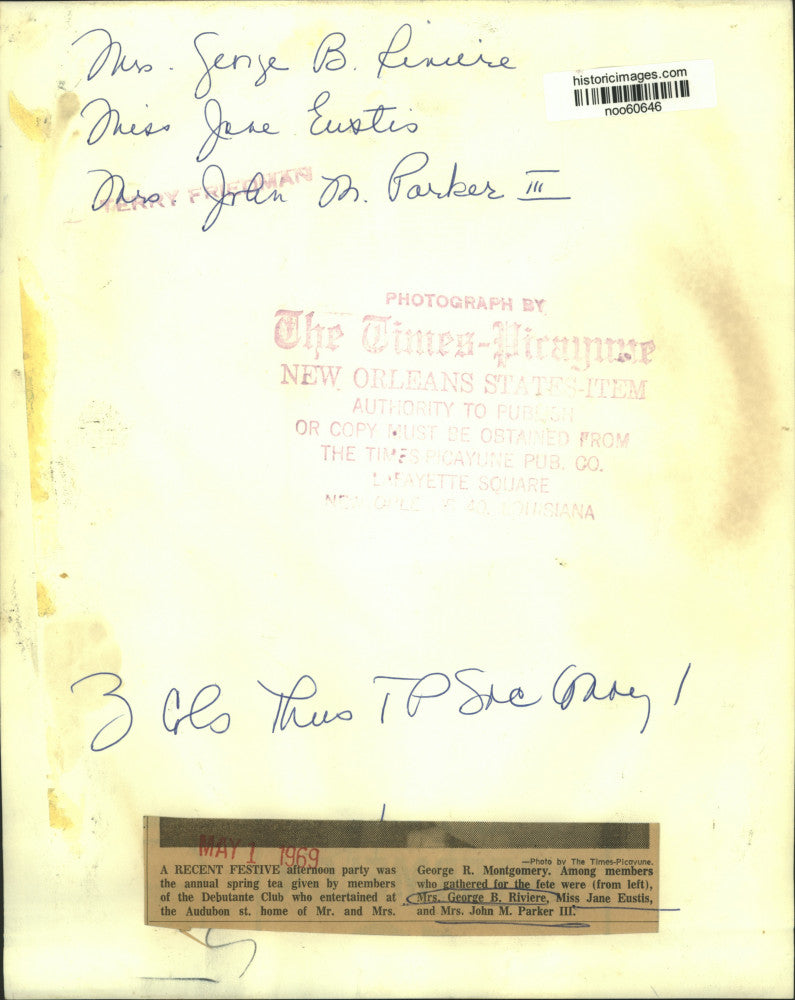 Mrs. George B. Riviere
historicimages.com
noo60646
Miss Jane Eustis
Mrs. John M. Parker III
TERRY FRIEDMAN
PHOTOGRAPH BY
The Times-Picayune
NEW ORLEANS STATES-ITEM
AUTHORITY TO PUBLISH
OR COPY MUST BE OBTAINED FROM
THE TIMES-PICAYUNE PUB. CO.
LAFAYETTE SQUARE
NEW ORLEANS 40, LOUISIANA
3 Cols Thus TP Soc
MAY 1 1969
A RECENT FESTIVE afternoon party was
the annual spring tea given by members
of the Debutante Club who entertained at
the Audubon st. home of Mr. and Mrs.
—Photo by The Times-Picayune.
George R. Montgomery. Among members
who gathered for the fete were (from left),
Mrs. George B. Riviere, Miss Jane Eustis,
and Mrs. John M. Parker III.